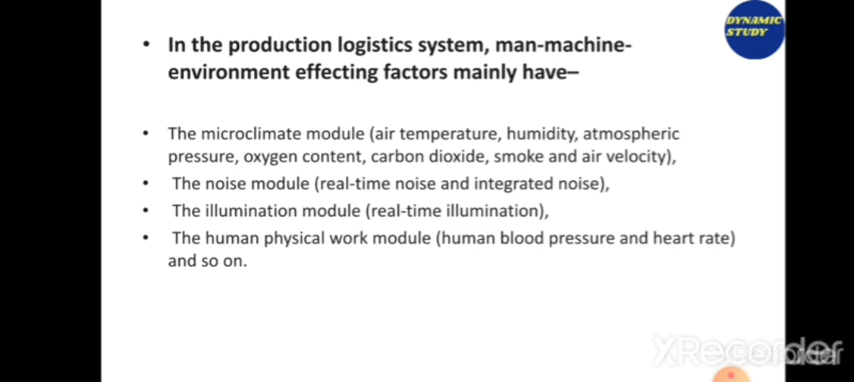 DYNAMIC
STUDY
• In the production logistics system, man-machine-
environment effecting factors mainly have–
• The microclimate module (air temperature, humidity, atmospheric
pressure, oxygen content, carbon dioxide, smoke and air velocity),
• The noise module (real-time noise and integrated noise),
• The illumination module (real-time illumination),
• The human physical work module (human blood pressure and heart rate)
and so on.
XRecorder